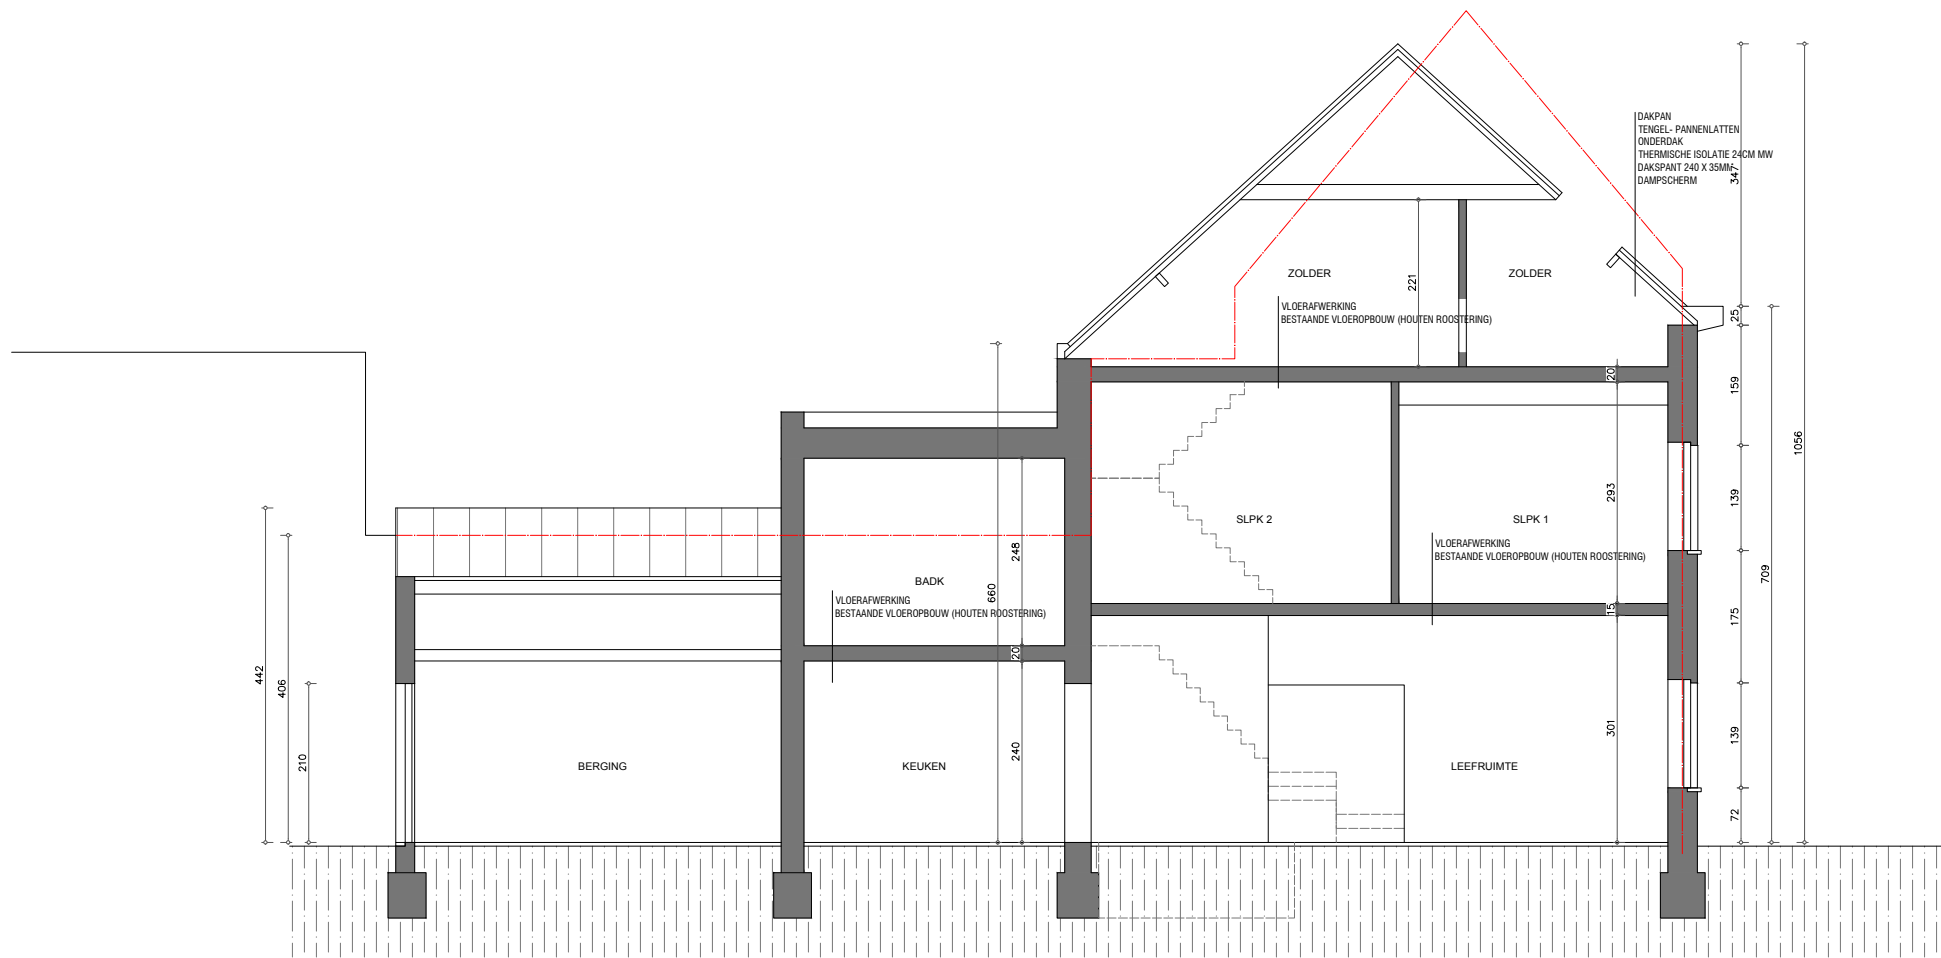 DAKPAN
TENGEL- PANNENLATTEN
ONDERDAK
THERMISCHE ISOLATIE 24CM MW
DAKSPANT 240 X 35MM
DAMPSCHERM
347
ZOLDER
ZOLDER
221
VLOERAFWERKING
BESTAANDE VLOEROPBOUW (HOUTEN ROOSTERING)
25
20
159
1056
293
139
SLPK 2
SLPK 1
VLOERAFWERKING
BESTAANDE VLOEROPBOUW (HOUTEN ROOSTERING)
248
709
BADK
660
VLOERAFWERKING
BESTAANDE VLOEROPBOUW (HOUTEN ROOSTERING)
15
175
20
442
406
301
139
240
210
BERGING
KEUKEN
LEEFRUIMTE
72